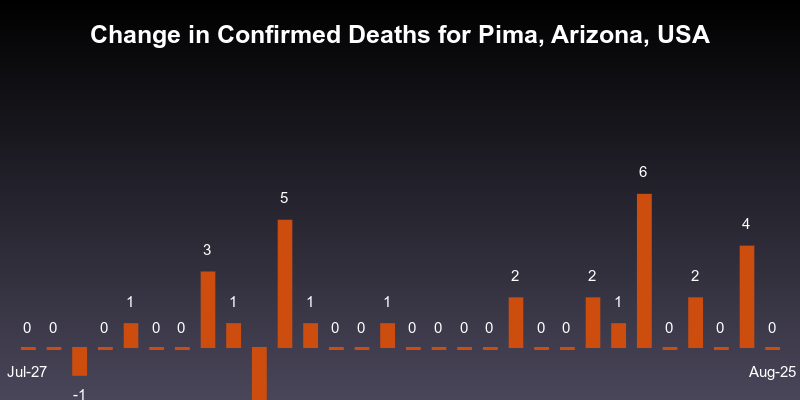 Change in Confirmed Deaths for Pima, Arizona, USA
6
5
4
3
2 2 2
1 1 1 1 1
0 0 0 0 0 0 0 0 0 0 0 0 0 0 0 0 0
Jul-27 Aug-25
-1